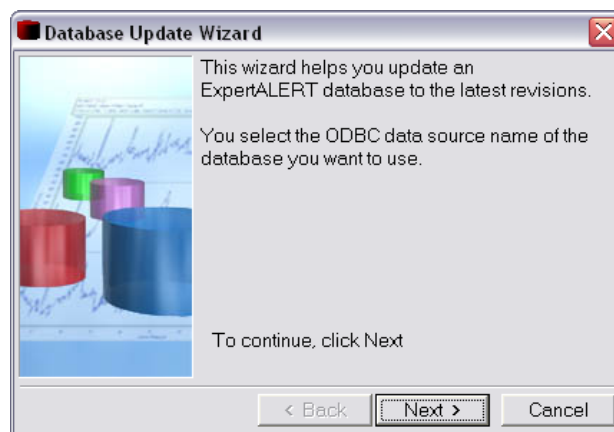 Database Update Wizard
This wizard helps you update an
ExpertALERT database to the latest revisions.
You select the ODBC data source name of the
database you want to use.
To continue, click Next
< Back Next > Cancel